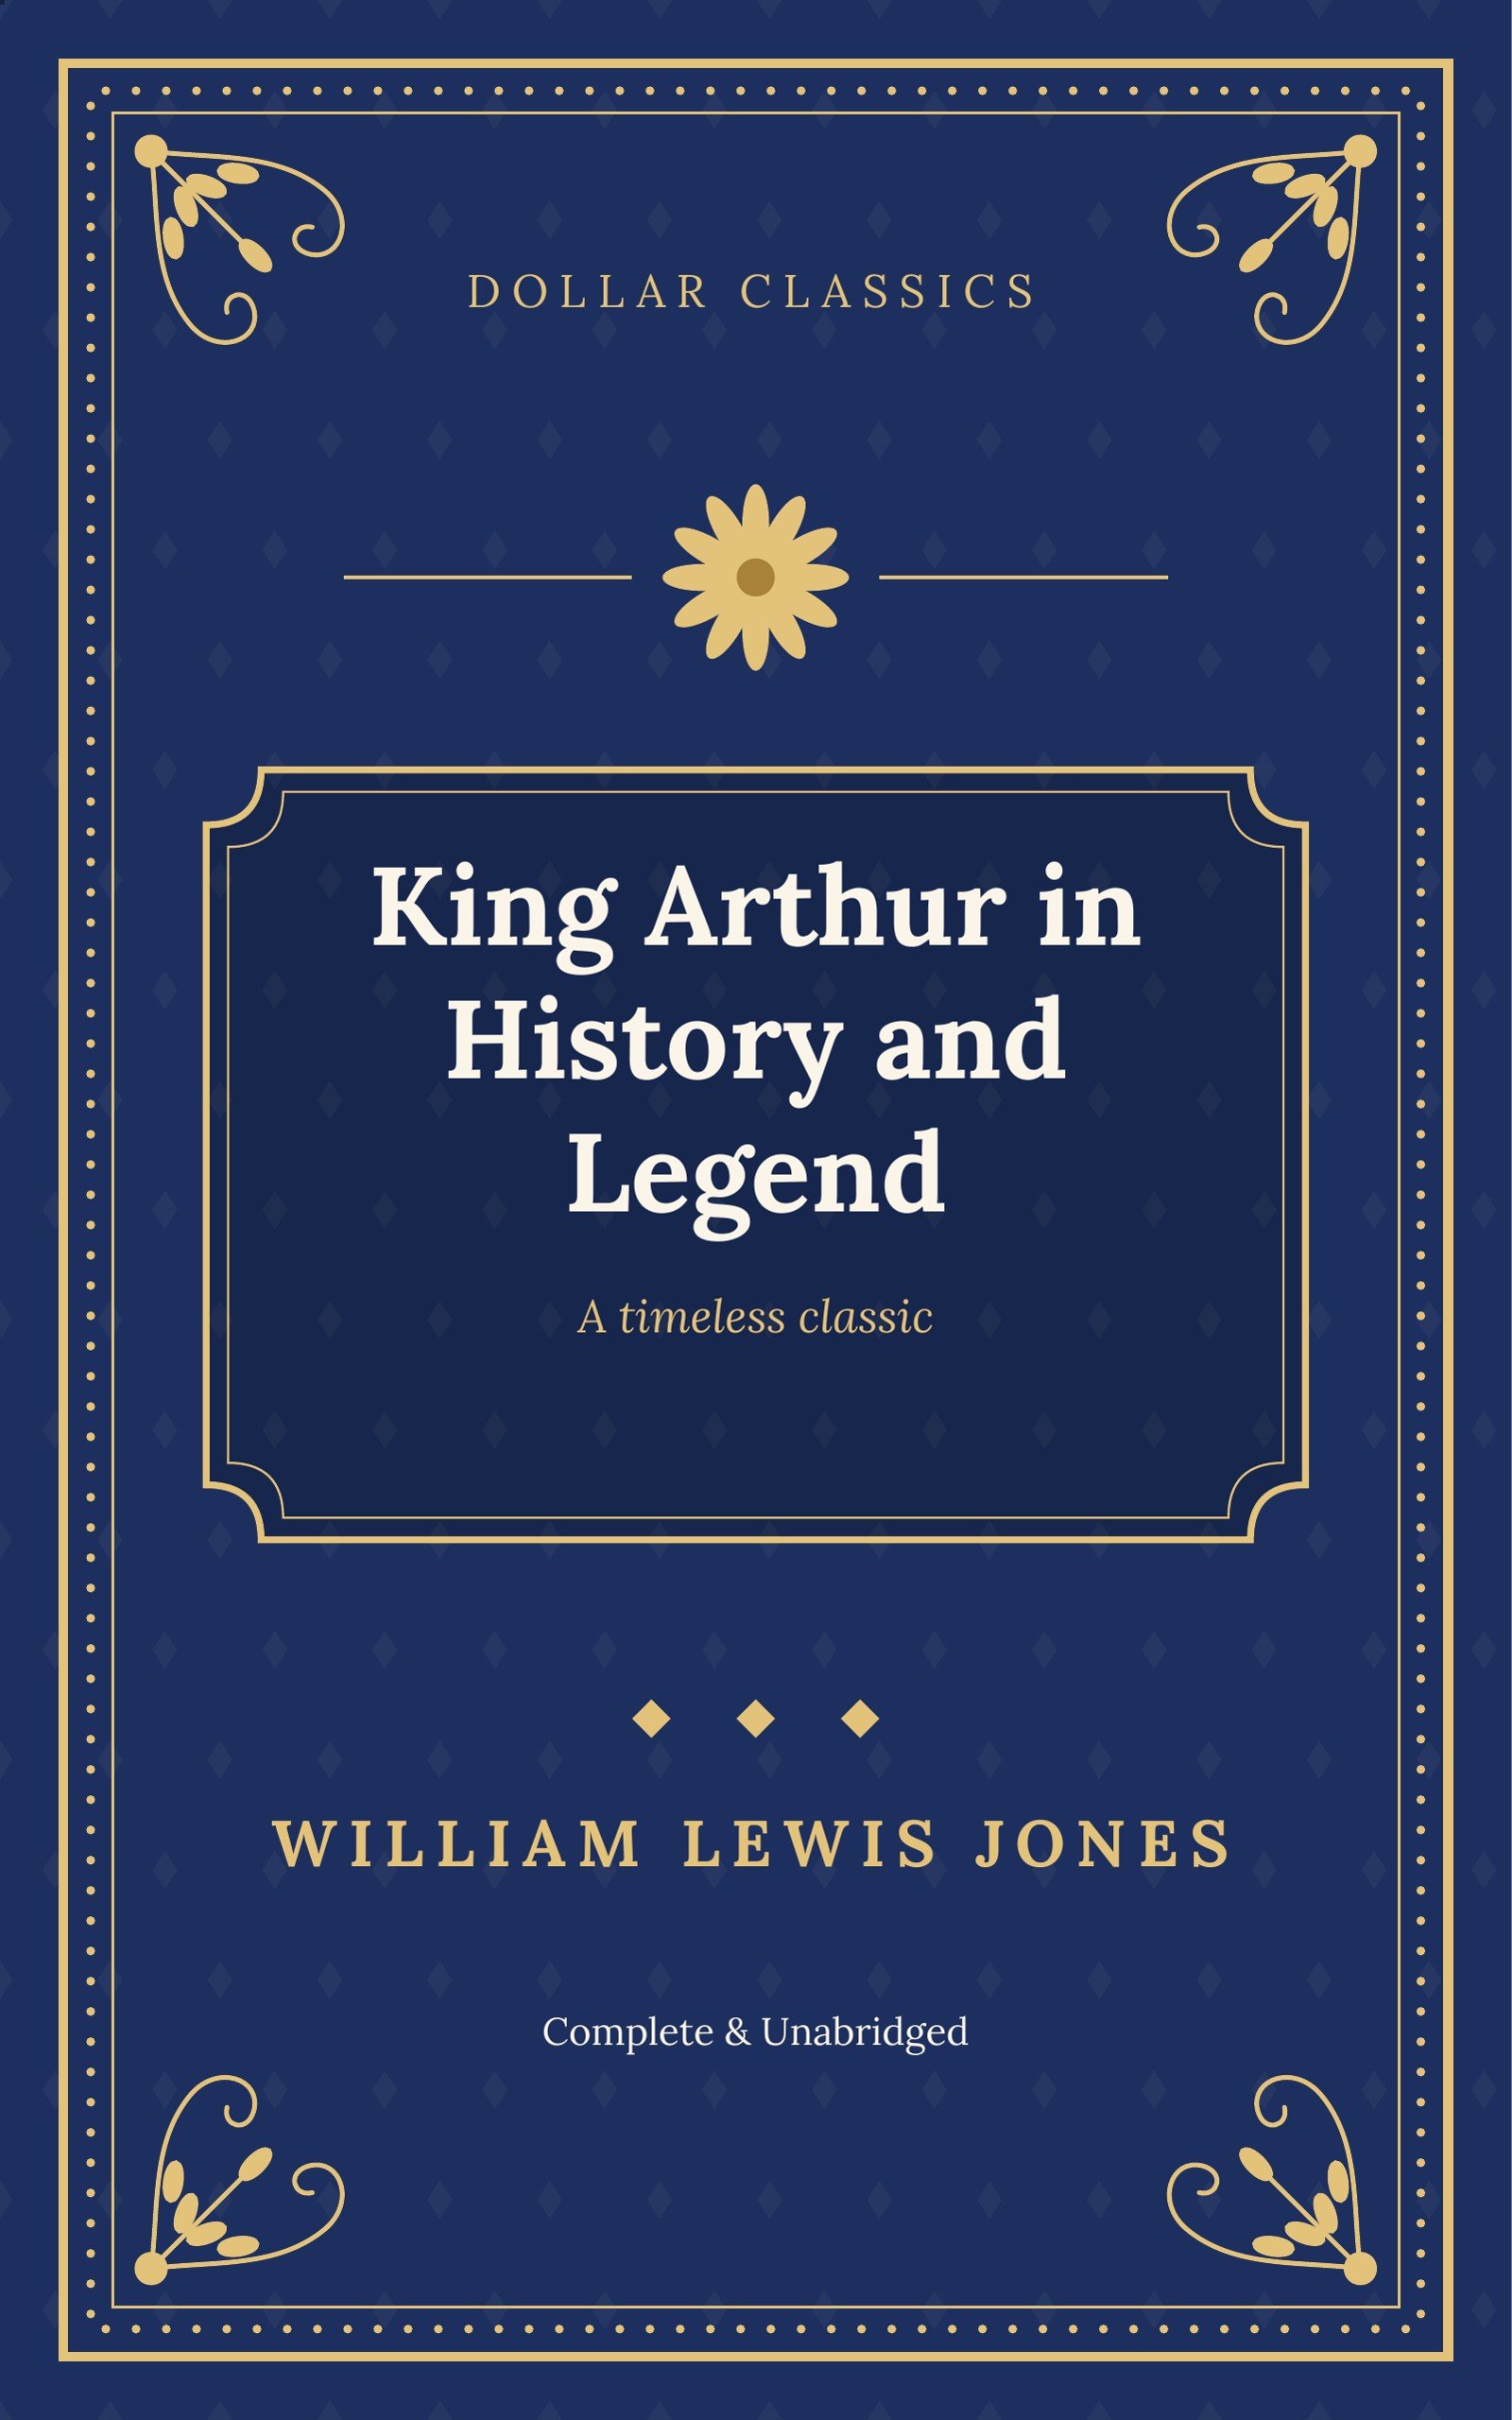 DOLLAR CLASSICS
King Arthur in
History and
Legend
A timeless classic
WILLIAM LEWIS JONES
Complete & Unabridged